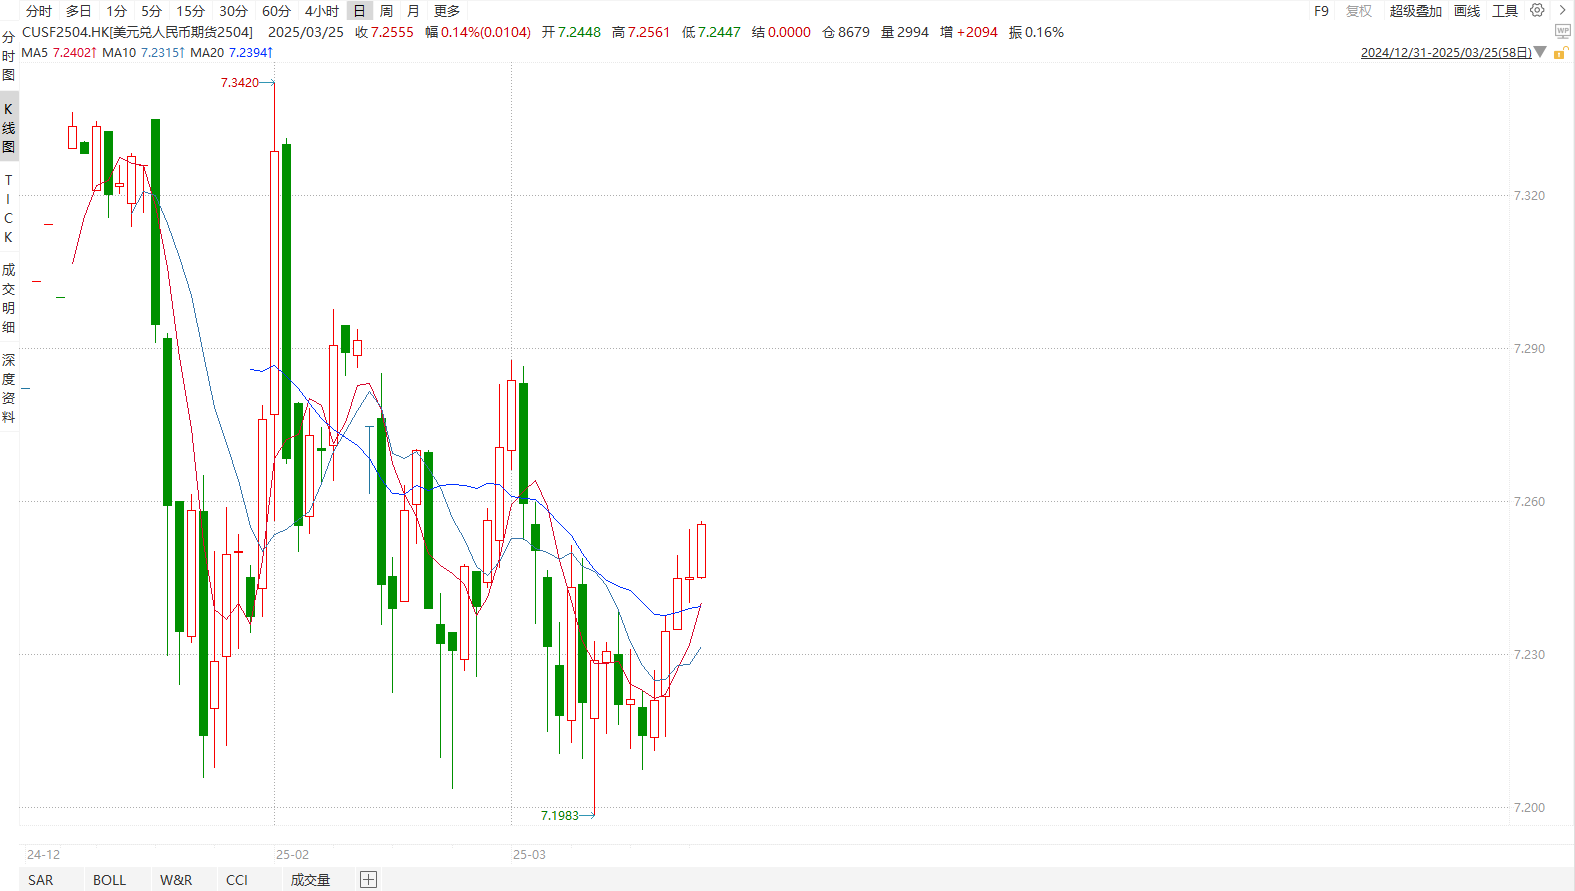 分时 多日 1分 5分 15分 30分 60分 4小时 日 周 月 更多 F9 复权 超级叠加 画线 工具
CUSF2504.HK[美元兑人民币期货2504] 2025/03/25 收 7.2555 幅 0.14%(0.0104) 开 7.2448 高 7.2561 低 7.2447 结 0.0000 仓 8679 量 2994 增 +2094 振 0.16%
WP
MA5 7.2402↑ MA10 7.2315↑ MA20 7.2394↑
2024/12/31-2025/03/25(58日)
分时图
K线图
TICK
成交明细
深度资料
7.3420
7.320
7.290
7.260
7.230
7.200
7.1983
24-12 25-02 25-03
SAR BOLL W&R CCI 成交量